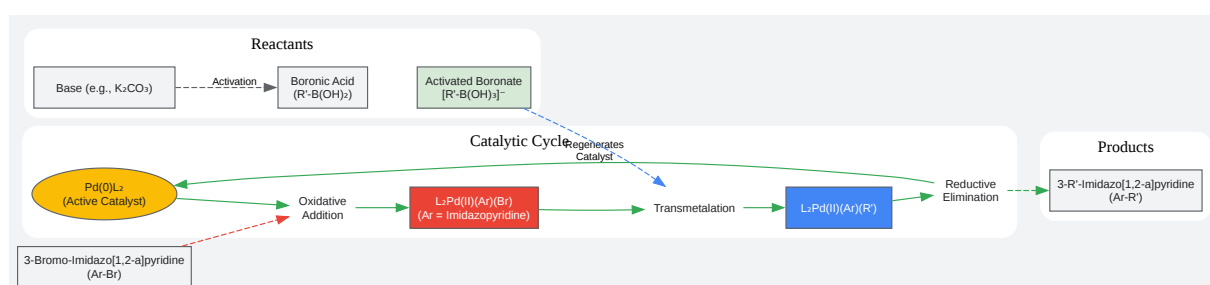 Reactants
Base (e.g., K₂CO₃)
Activation
Boronic Acid
(R'-B(OH)₂)
Activated Boronate
[R'-B(OH)₃]⁻
Catalytic Cycle
Regenerates
Catalyst
Pd(0)L₂
(Active Catalyst)
Oxidative
Addition
L₂Pd(II)(Ar)(Br)
(Ar = Imidazopyridine)
Transmetalation
L₂Pd(II)(Ar)(R')
Reductive
Elimination
Products
3-R'-Imidazo[1,2-a]pyridine
(Ar-R')
3-Bromo-Imidazo[1,2-a]pyridine
(Ar-Br)